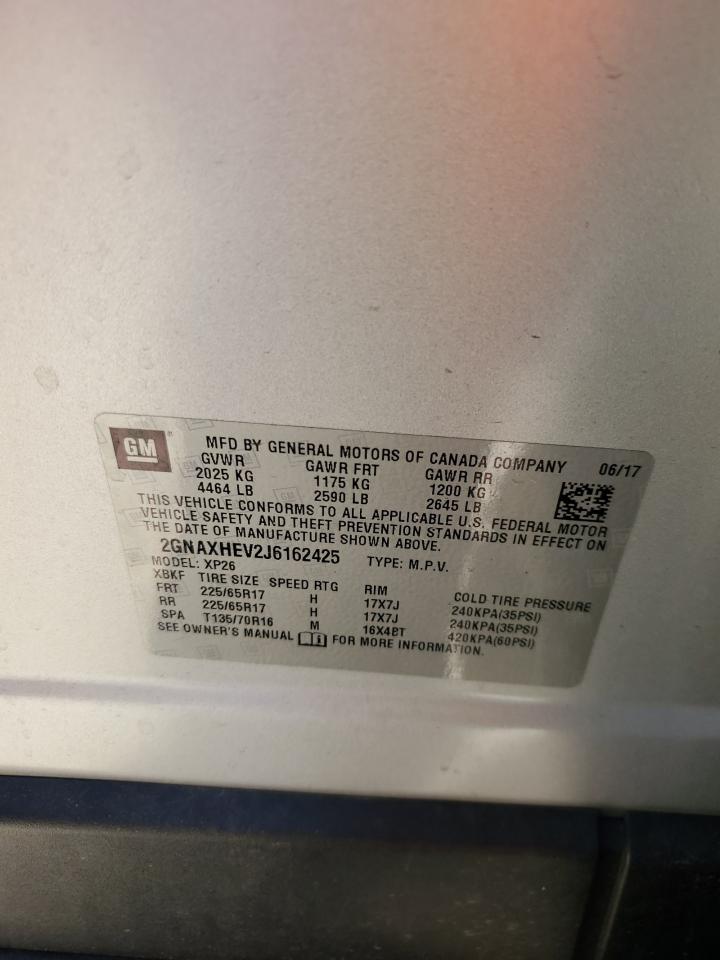 GM ®
MFD BY GENERAL MOTORS OF CANADA COMPANY 06/17
GVWR GAWR FRT GAWR RR
2025 KG 1175 KG 1200 KG
4464 LB 2590 LB 2645 LB
THIS VEHICLE CONFORMS TO ALL APPLICABLE U.S. FEDERAL MOTOR
VEHICLE SAFETY AND THEFT PREVENTION STANDARDS IN EFFECT ON
THE DATE OF MANUFACTURE SHOWN ABOVE.
2GNAXHEV2J6162425 TYPE: M.P.V.
MODEL: XP26
XBKF TIRE SIZE SPEED RTG RIM COLD TIRE PRESSURE
FRT 225/65R17 H 17X7J 240KPA(35PSI)
RR 225/65R17 H 17X7J 240KPA(35PSI)
SPA T135/70R16 M 16X4BT 420KPA(60PSI)
SEE OWNER'S MANUAL FOR MORE INFORMATION.